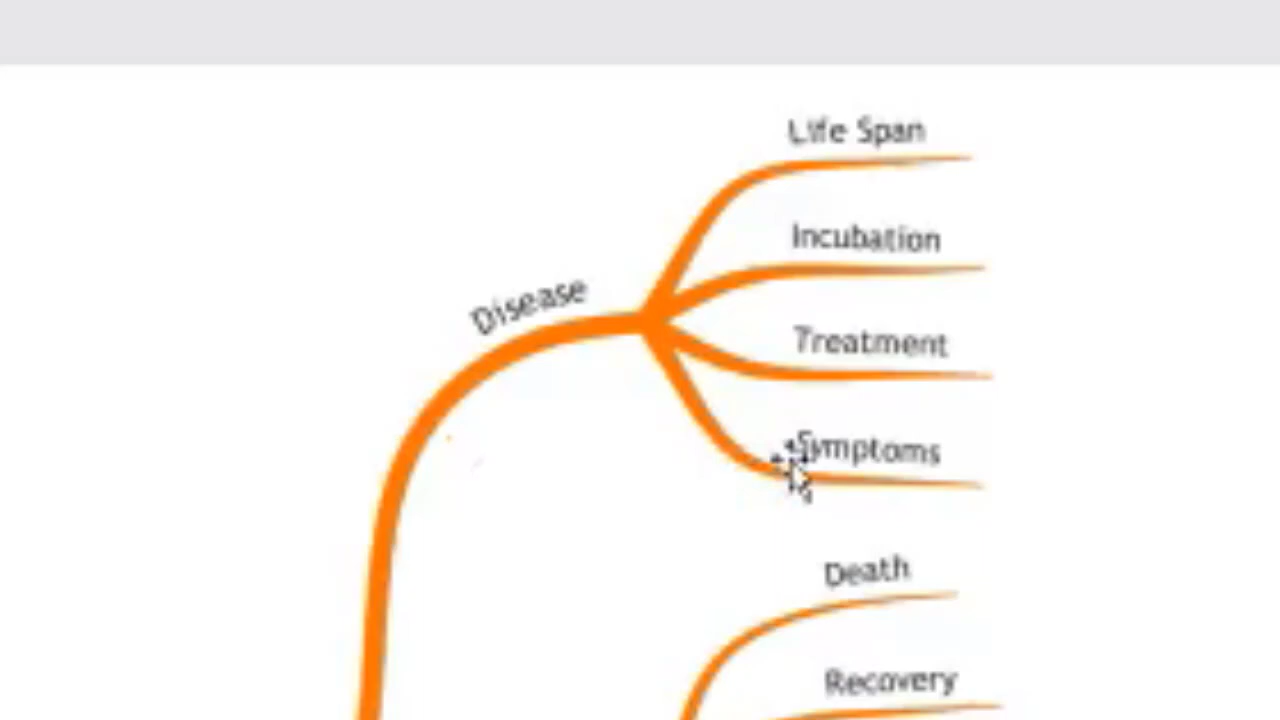 Life Span
Incubation
Disease
Treatment
Symptoms
Death
Recovery